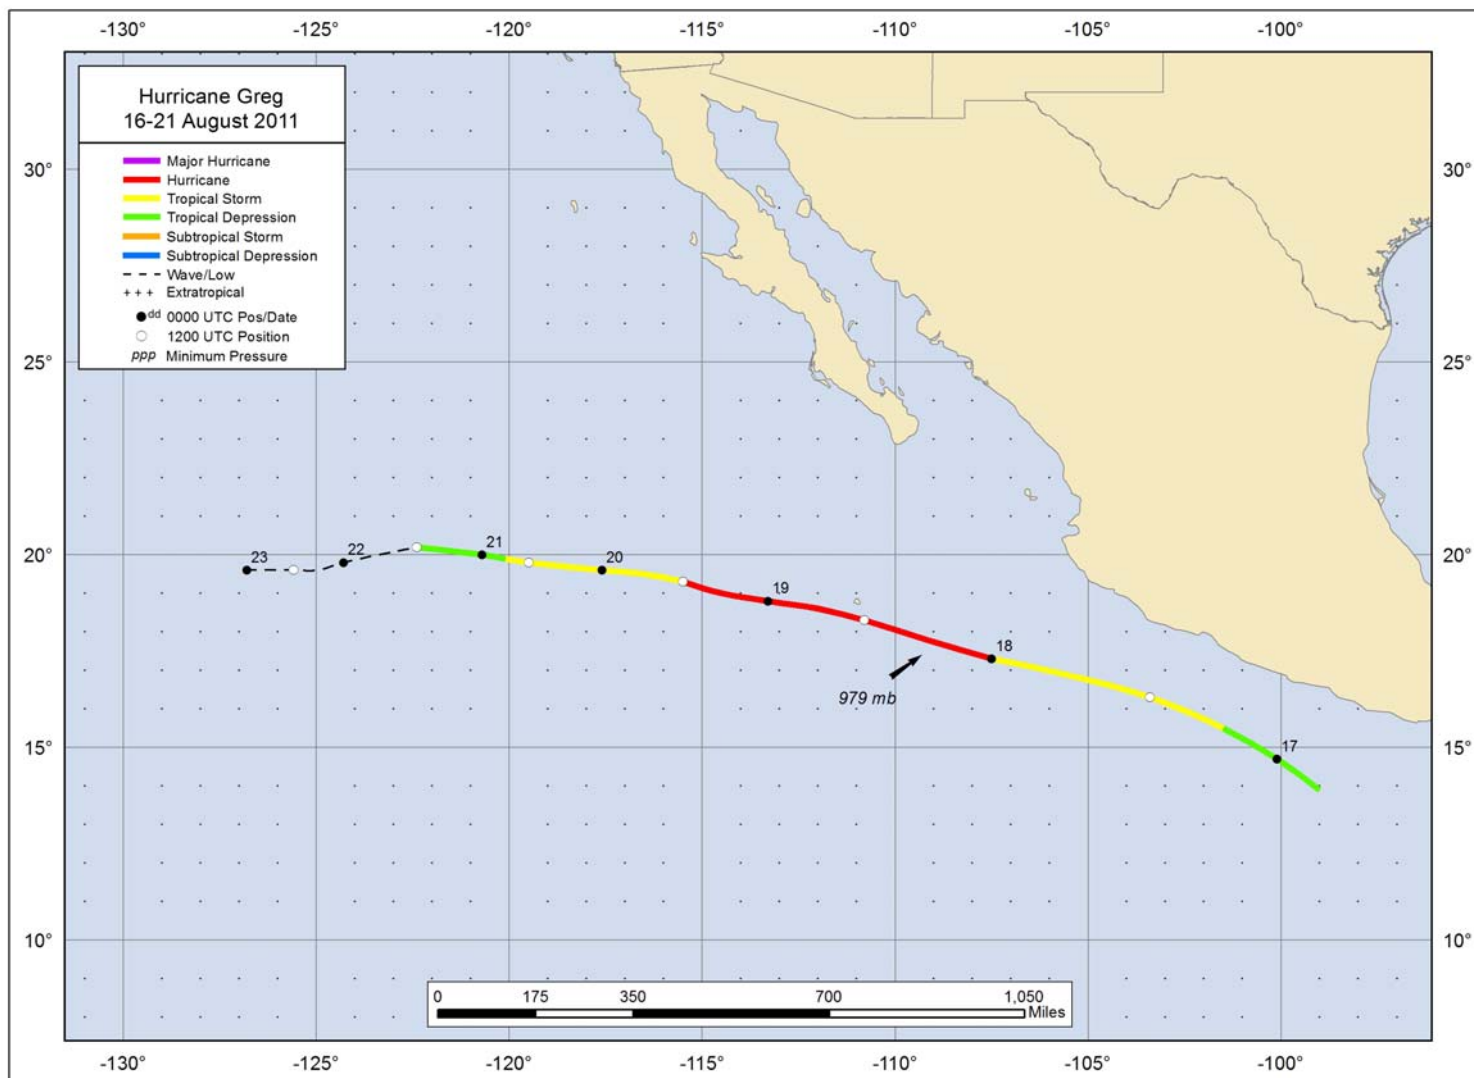 -130° -125° -120° -115° -110° -105° -100°
Hurricane Greg
16-21 August 2011
Major Hurricane
Hurricane
Tropical Storm
Tropical Depression
Subtropical Storm
Subtropical Depression
Wave/Low
+++ Extratropical
dd 0000 UTC Pos/Date
1200 UTC Position
ppp Minimum Pressure
30° 30°
25° 25°
20° 20°
23 22 21 20 19 18 17
979 mb
15° 15°
10° 10°
0 175 350 700 1,050
Miles
-130° -125° -120° -115° -110° -105° -100°